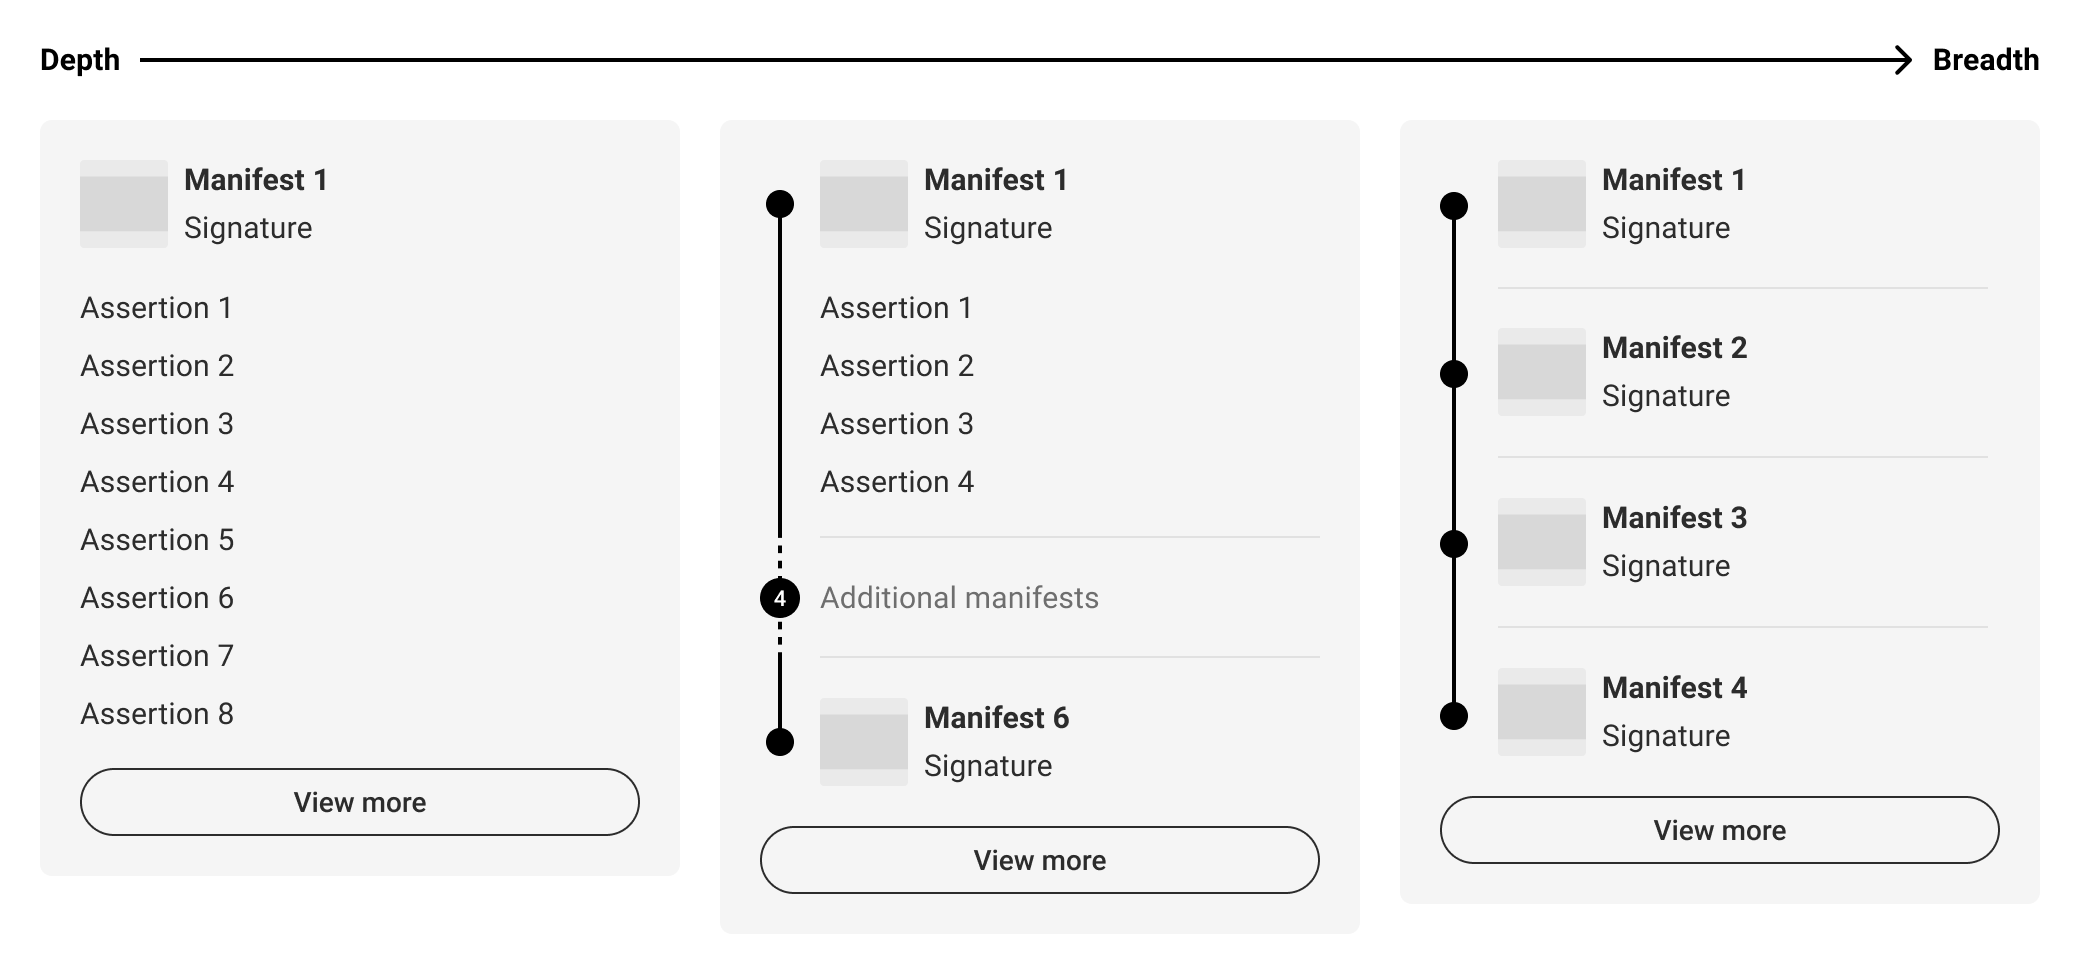 Depth
Breadth
Manifest 1
Signature
Assertion 1
Assertion 2
Assertion 3
Assertion 4
Assertion 5
Assertion 6
Assertion 7
Assertion 8
View more
Manifest 1
Signature
Assertion 1
Assertion 2
Assertion 3
Assertion 4
4
Additional manifests
Manifest 6
Signature
View more
Manifest 1
Signature
Manifest 2
Signature
Manifest 3
Signature
Manifest 4
Signature
View more